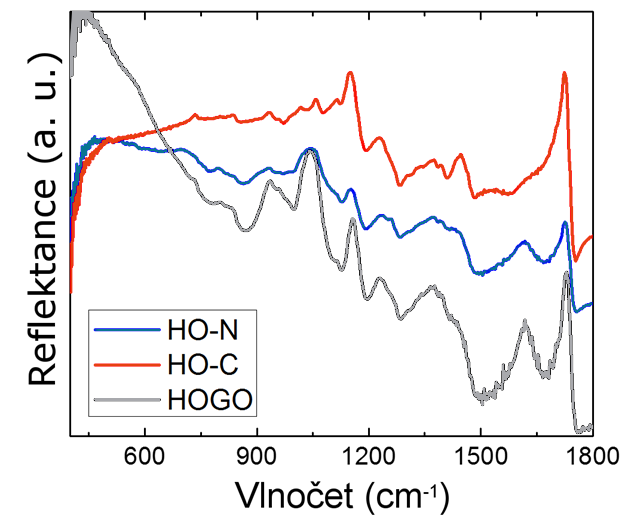 Reflektance (a. u.)
HO-N
HO-C
HOGO
600 900 1200 1500 1800
Vlnočet (cm⁻¹)